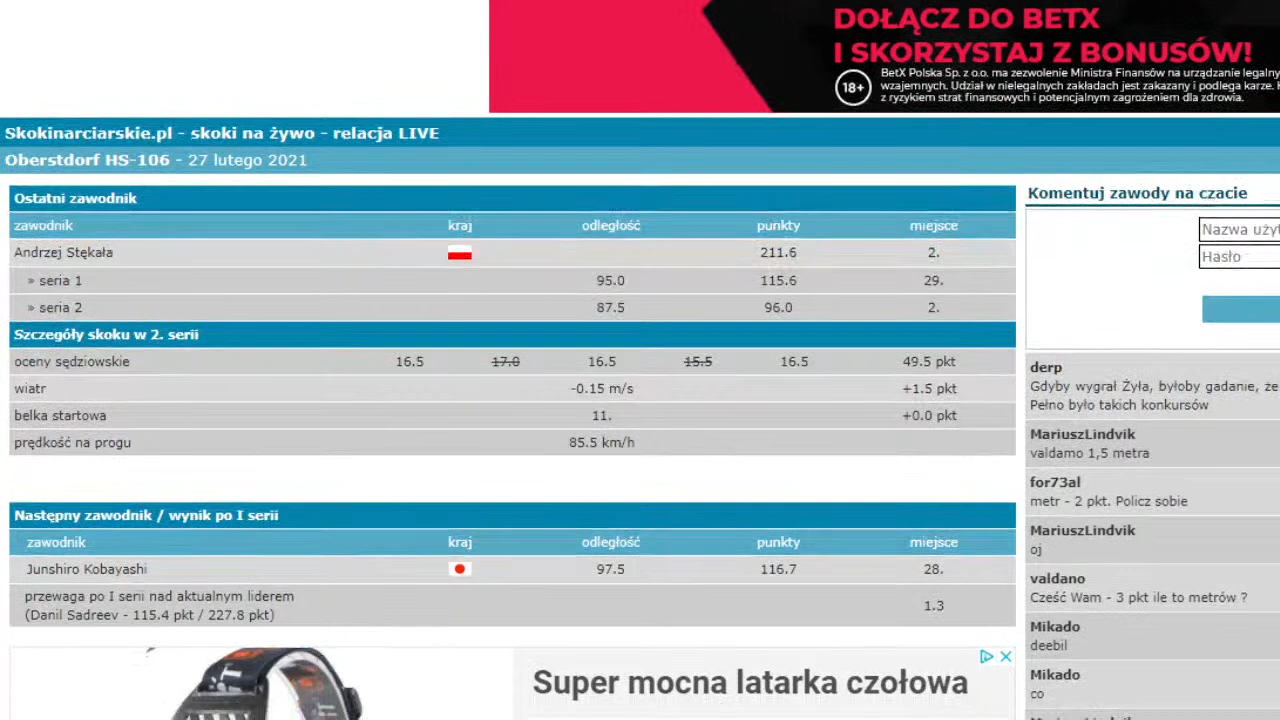 DOŁĄCZ DO BETX
I SKORZYSTAJ Z BONUSÓW!
18+
BetX Polska Sp. z o.o. ma zezwolenie Ministra Finansów na urządzanie
wzajemnych. Udział w nielegalnych zakładach jest zakazany i podlega karze.
z ryzykiem strat finansowych i potencjalnym zagrożeniem dla zdrowia.
Skokinarciarskie.pl - skoki na żywo - relacja LIVE
Oberstdorf HS-106 - 27 lutego 2021
Ostatni zawodnik
zawodnik kraj odległość punkty miejsce
Andrzej Stękała 211.6 2.
» seria 1 95.0 115.6 29.
» seria 2 87.5 96.0 2.
Szczegóły skoku w 2. serii
oceny sędziowskie 16.5 17.0 16.5 15.5 16.5 49.5 pkt
wiatr -0.15 m/s +1.5 pkt
belka startowa 11. +0.0 pkt
prędkość na progu 85.5 km/h
Następny zawodnik / wynik po I serii
zawodnik kraj odległość punkty miejsce
Junshiro Kobayashi 97.5 116.7 28.
przewaga po I serii nad aktualnym liderem
(Danil Sadreev - 115.4 pkt / 227.8 pkt) 1.3
Super mocna latarka czołowa
Komentuj zawody na czacie
Nazwa użyt
Hasło
derp
Gdyby wygrał Żyła, byłoby gadanie, że
Pełno było takich konkursów
MariuszLindvik
valdamo 1,5 metra
for73al
metr - 2 pkt. Policz sobie
MariuszLindvik
oj
valdano
Cześć Wam - 3 pkt ile to metrów ?
Mikado
deebil
Mikado
co